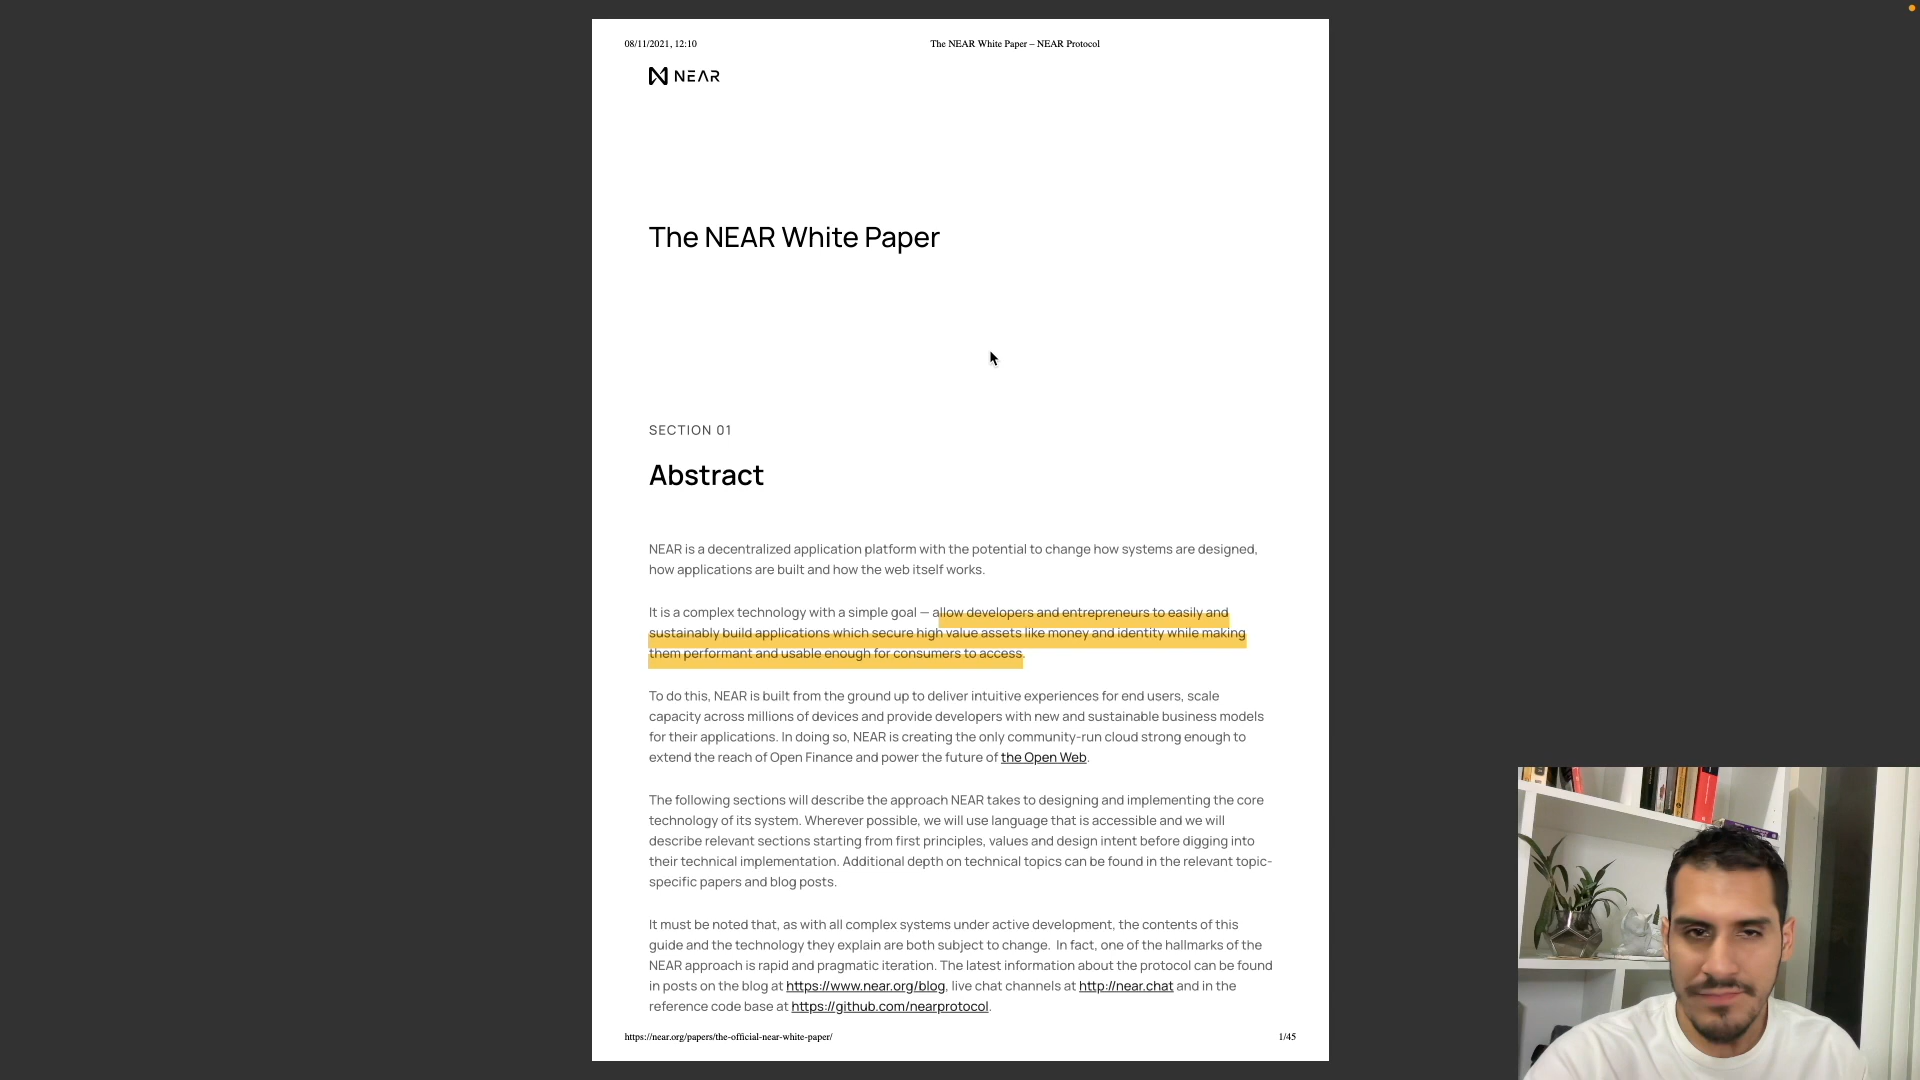 08/11/2021, 12:10
The NEAR White Paper – NEAR Protocol
NEAR
The NEAR White Paper
SECTION 01
Abstract
NEAR is a decentralized application platform with the potential to change how systems are designed,
how applications are built and how the web itself works.
It is a complex technology with a simple goal — allow developers and entrepreneurs to easily and
sustainably build applications which secure high value assets like money and identity while making
them performant and usable enough for consumers to access.
To do this, NEAR is built from the ground up to deliver intuitive experiences for end users, scale
capacity across millions of devices and provide developers with new and sustainable business models
for their applications. In doing so, NEAR is creating the only community-run cloud strong enough to
extend the reach of Open Finance and power the future of the Open Web.
The following sections will describe the approach NEAR takes to designing and implementing the core
technology of its system. Wherever possible, we will use language that is accessible and we will
describe relevant sections starting from first principles, values and design intent before digging into
their technical implementation. Additional depth on technical topics can be found in the relevant topic-
specific papers and blog posts.
It must be noted that, as with all complex systems under active development, the contents of this
guide and the technology they explain are both subject to change.  In fact, one of the hallmarks of the
NEAR approach is rapid and pragmatic iteration. The latest information about the protocol can be found
in posts on the blog at https://www.near.org/blog, live chat channels at http://near.chat and in the
reference code base at https://github.com/nearprotocol.
https://near.org/papers/the-official-near-white-paper/
1/45